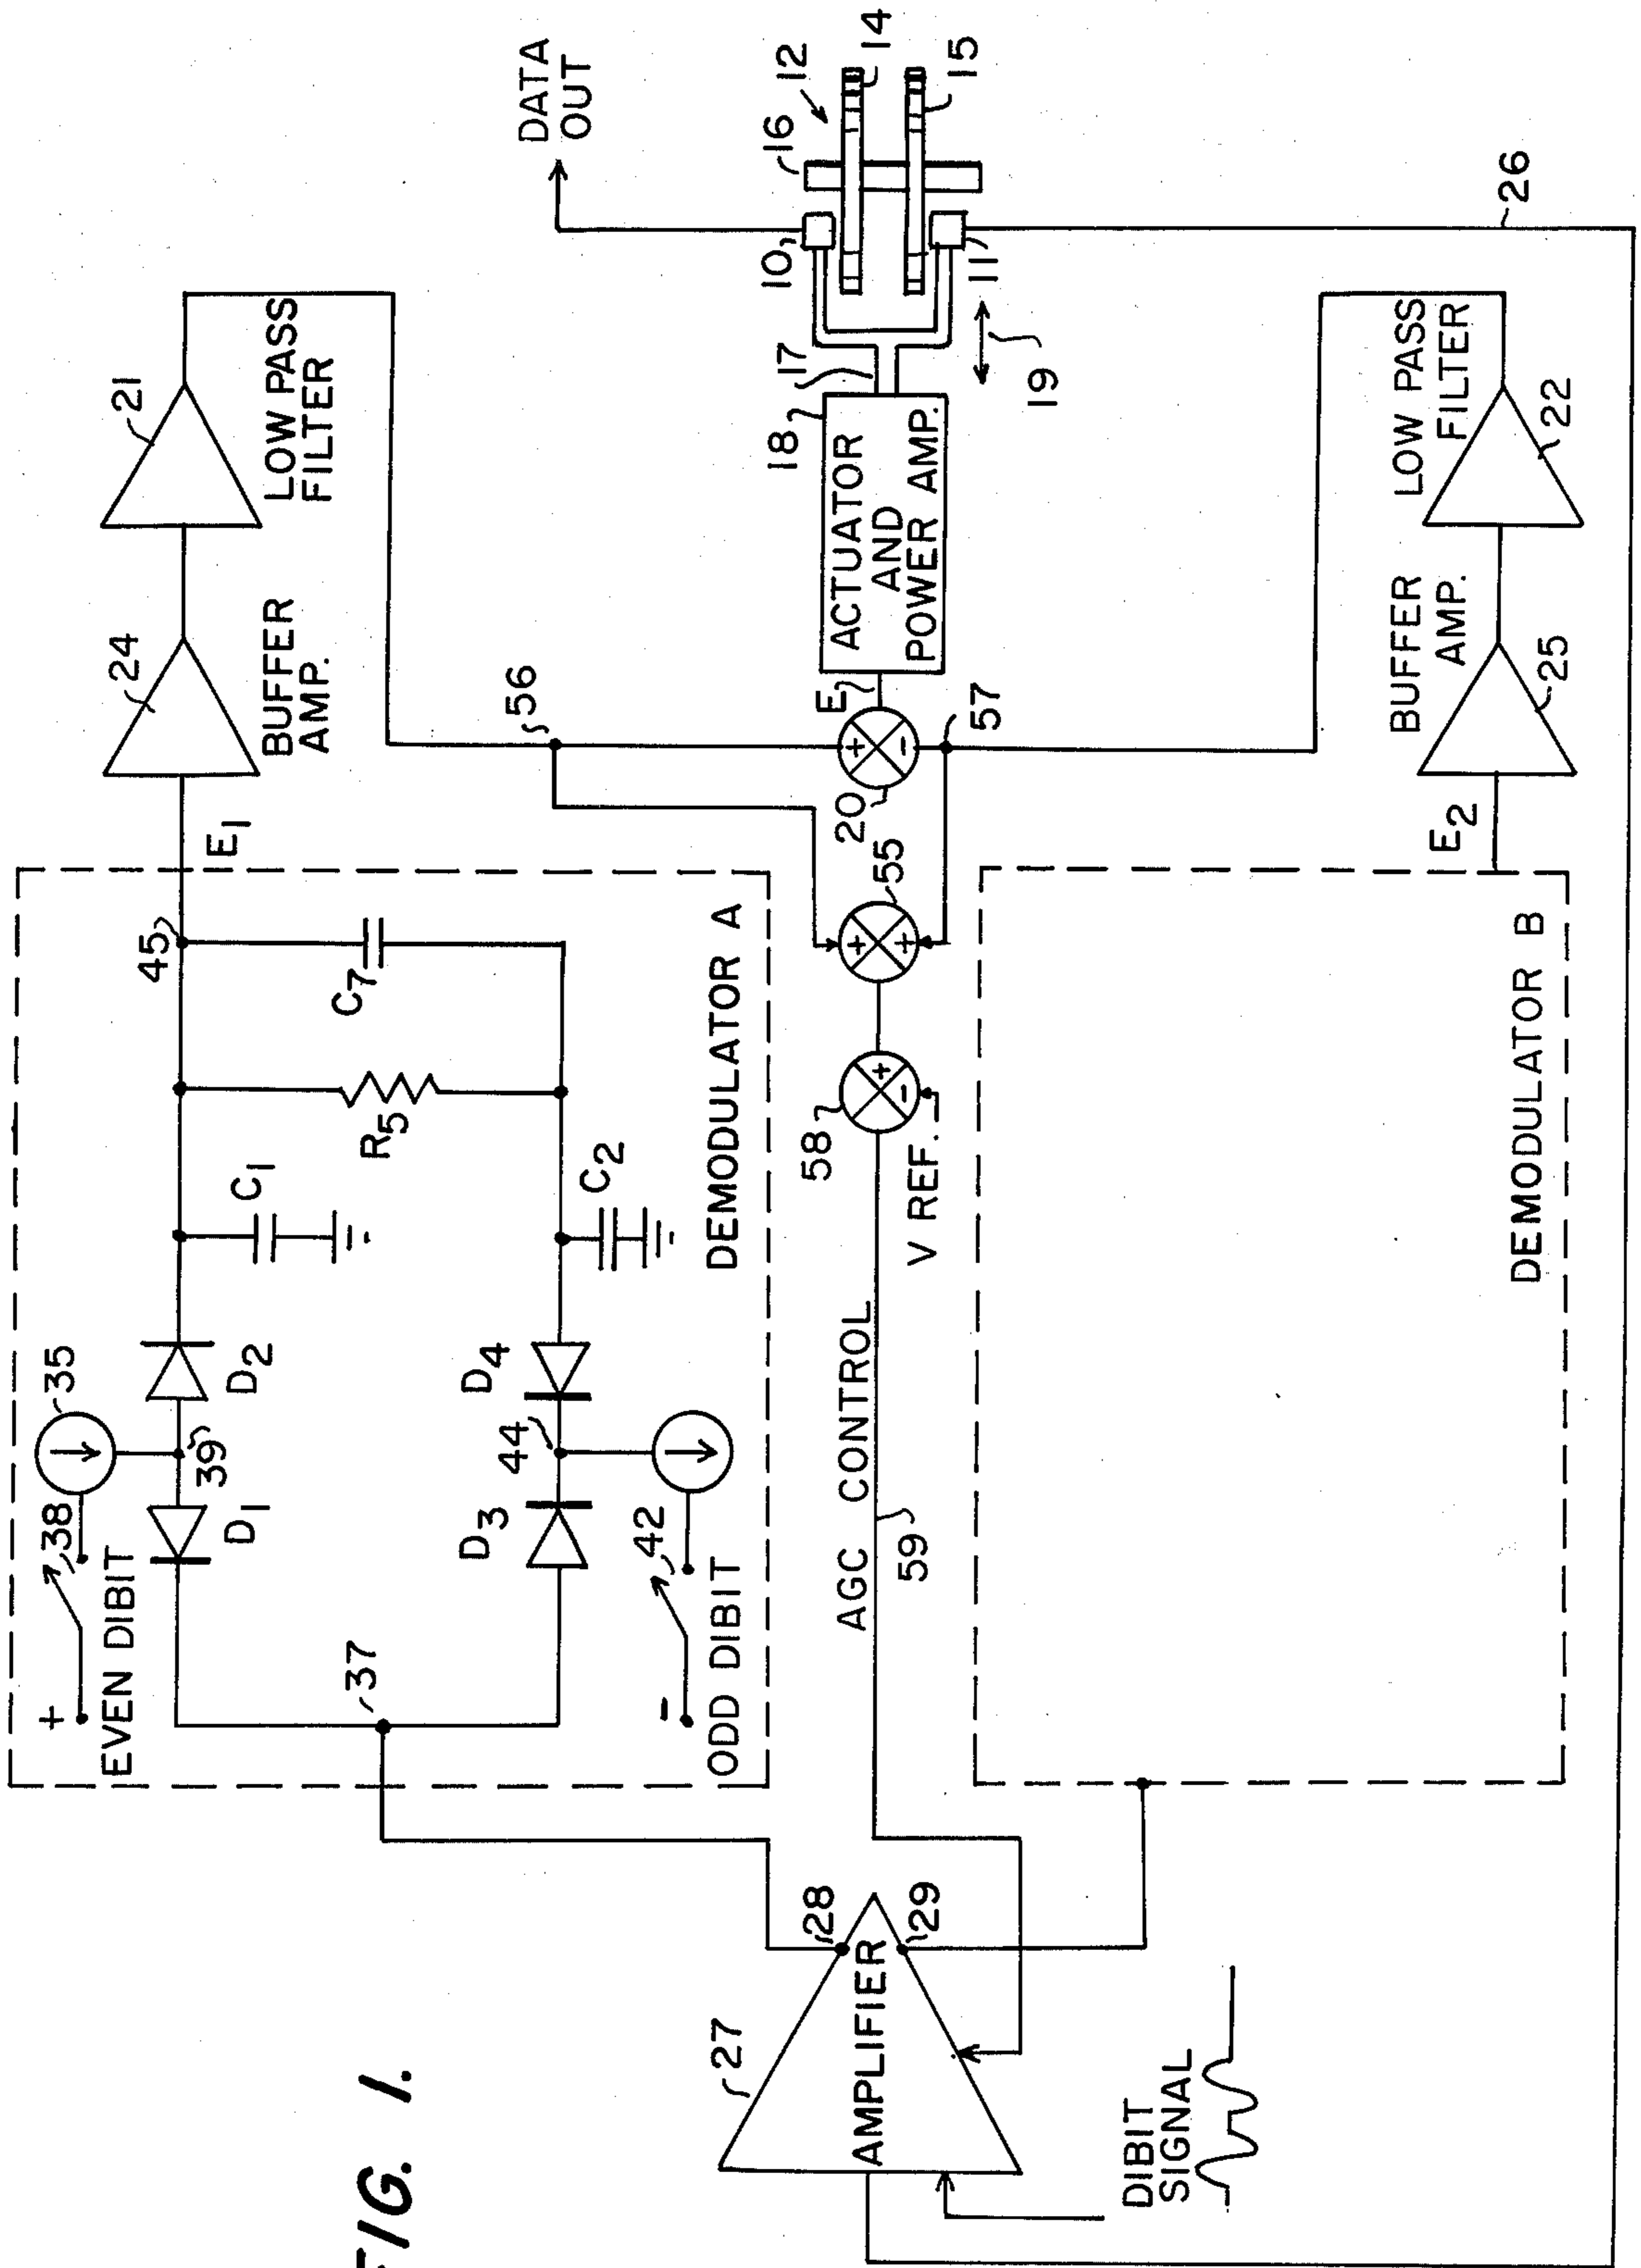 FIG. 1.
DATA
OUT
12
14
15
16
10
11
17
18
19
26
ACTUATOR
AND
POWER AMP.
E
20
21
LOW PASS
FILTER
24
BUFFER
AMP.
56
57
55
58
V REF.
AGC CONTROL
59
LOW PASS
FILTER
22
BUFFER
AMP.
25
E1
E2
45
C7
R5
C1
C2
DEMODULATOR A
35
38
39
D2
D1
D4
D3
44
42
+
EVEN DIBIT
-
ODD DIBIT
37
DEMODULATOR B
28
29
27
AMPLIFIER
DIBIT
SIGNAL
+
-
+
+
+
-